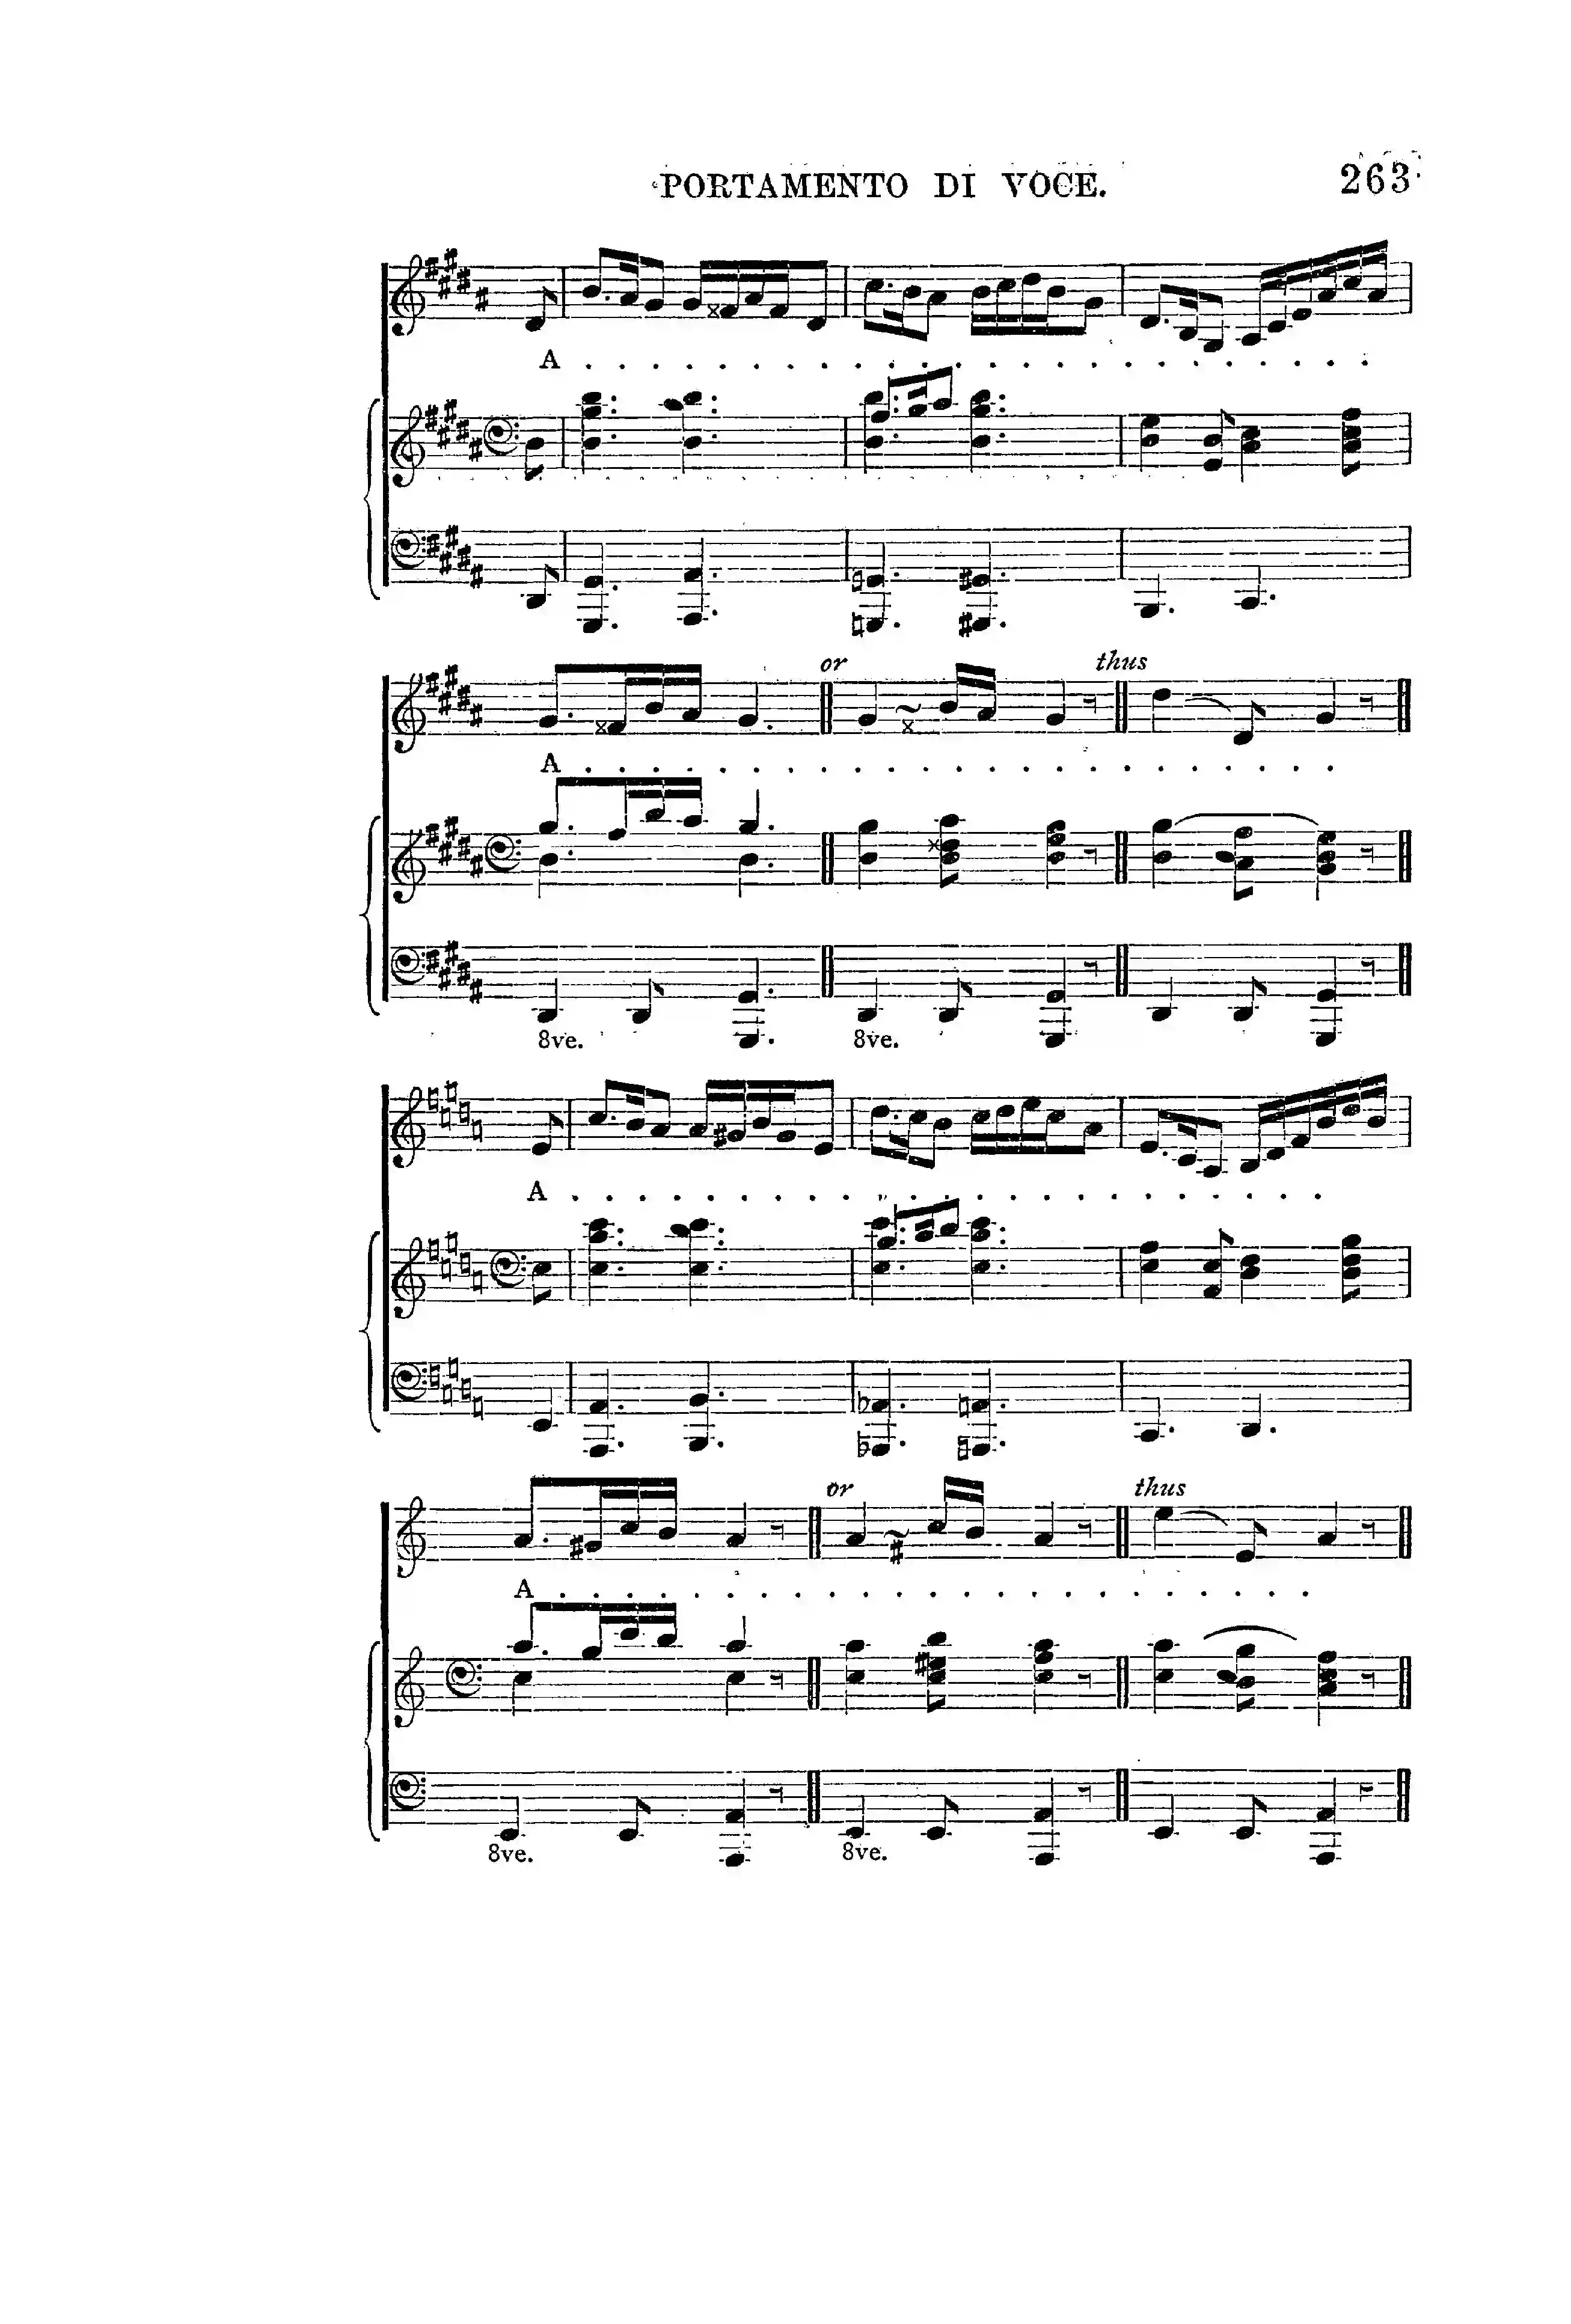 PORTAMENTO DI VOCE. 263
A . . . . . . . . . . . . . . . . . . . . . . . .
or thus
A . . . . . . . . . . . . . . . . . . . . . . .
8ve. 8ve.
A . . . . . . . . . . . . . . . . . . . . . . .
or thus
A . . . . . . . . . . . . . . . . . . . . . . .
8ve. 8ve.